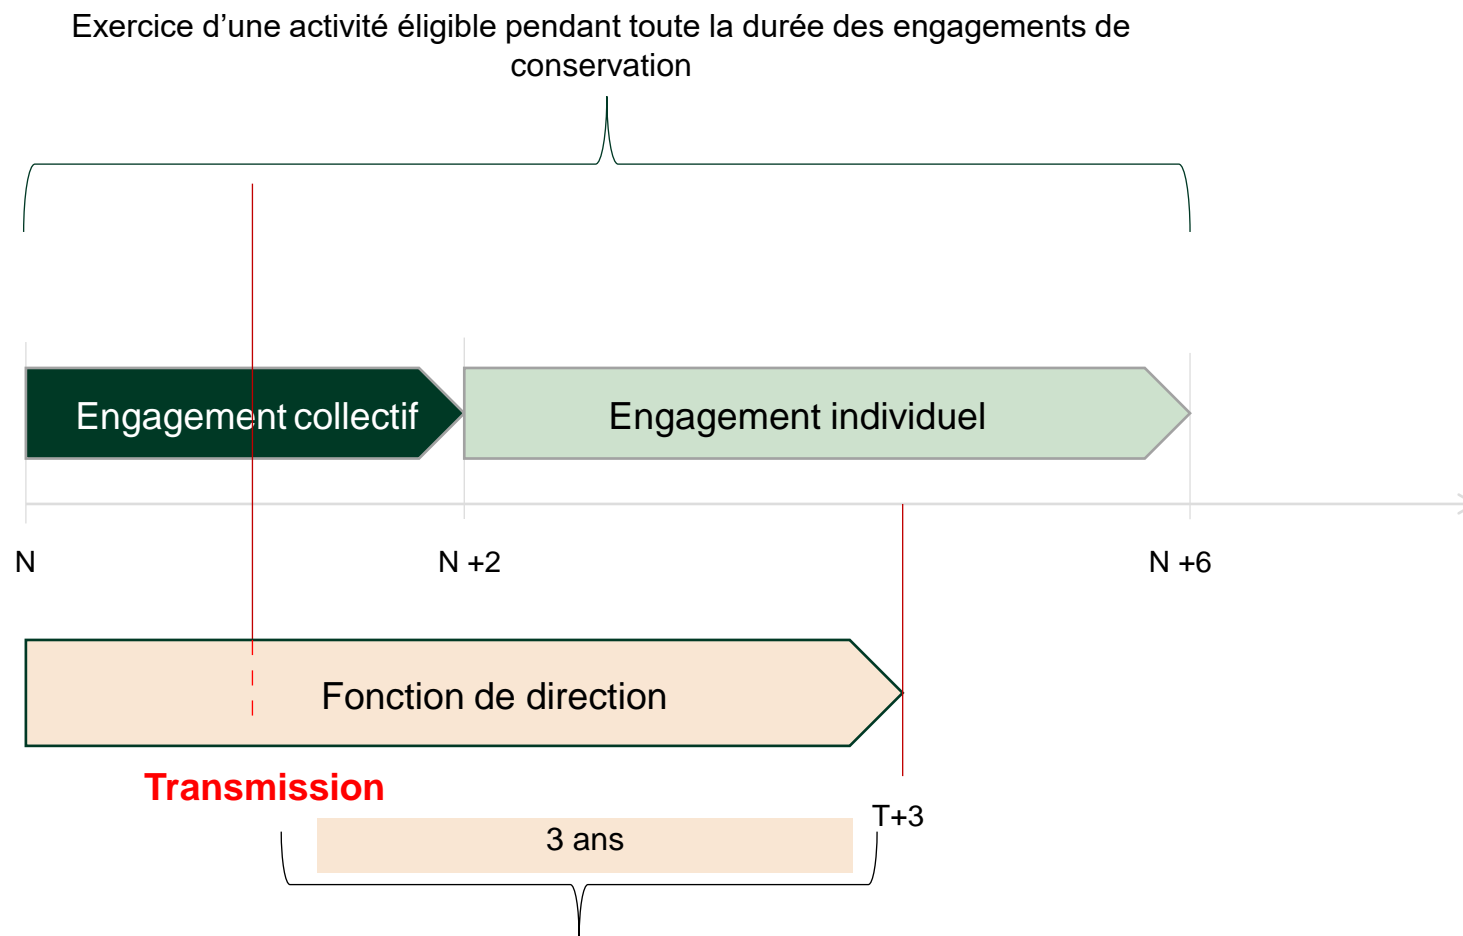 Exercice d’une activité éligible pendant toute la durée des engagements de
conservation
Engagement collectif
Engagement individuel
N
N +2
N +6
Fonction de direction
Transmission
T+3
3 ans